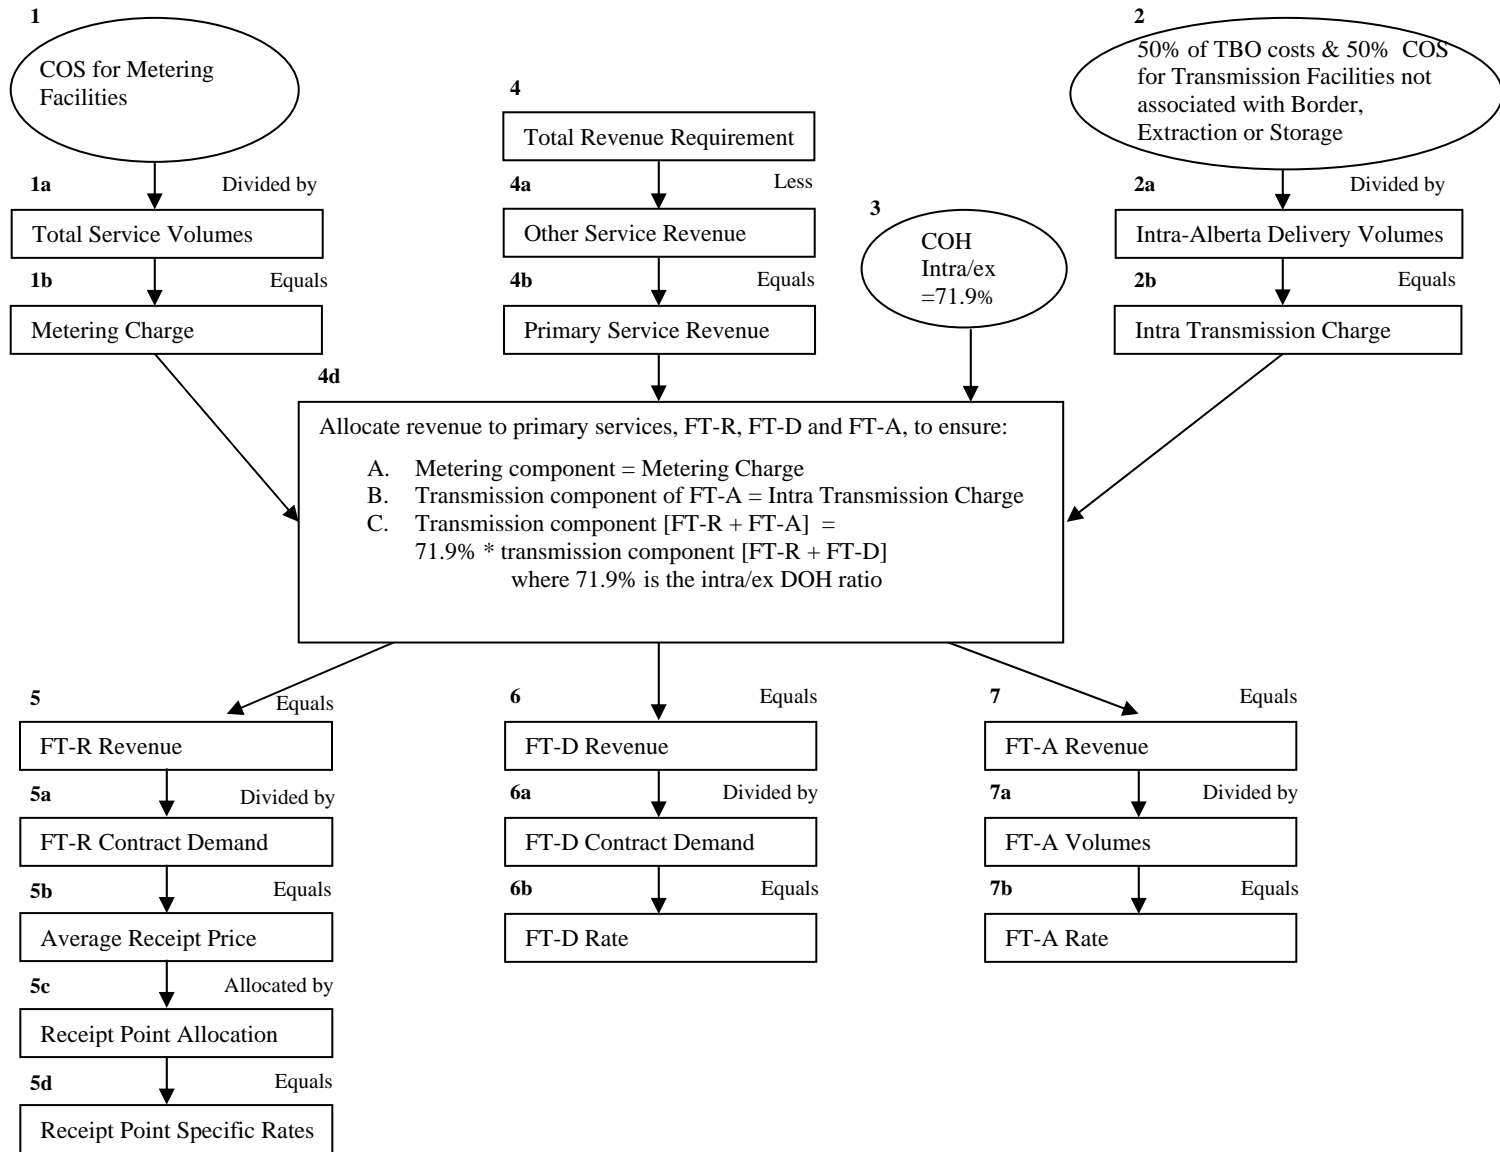 1
COS for Metering
Facilities
1a
Divided by
Total Service Volumes
1b
Equals
Metering Charge
4
Total Revenue Requirement
4a
Less
Other Service Revenue
4b
Equals
Primary Service Revenue
3
COH
Intra/ex
=71.9%
2
50% of TBO costs & 50% COS
for Transmission Facilities not
associated with Border,
Extraction or Storage
2a
Divided by
Intra-Alberta Delivery Volumes
2b
Equals
Intra Transmission Charge
4d
Allocate revenue to primary services, FT-R, FT-D and FT-A, to ensure:
A. Metering component = Metering Charge
B. Transmission component of FT-A = Intra Transmission Charge
C. Transmission component [FT-R + FT-A] =
71.9% * transmission component [FT-R + FT-D]
where 71.9% is the intra/ex DOH ratio
5
Equals
FT-R Revenue
5a
Divided by
FT-R Contract Demand
5b
Equals
Average Receipt Price
5c
Allocated by
Receipt Point Allocation
5d
Equals
Receipt Point Specific Rates
6
Equals
FT-D Revenue
6a
Divided by
FT-D Contract Demand
6b
Equals
FT-D Rate
7
Equals
FT-A Revenue
7a
Divided by
FT-A Volumes
7b
Equals
FT-A Rate